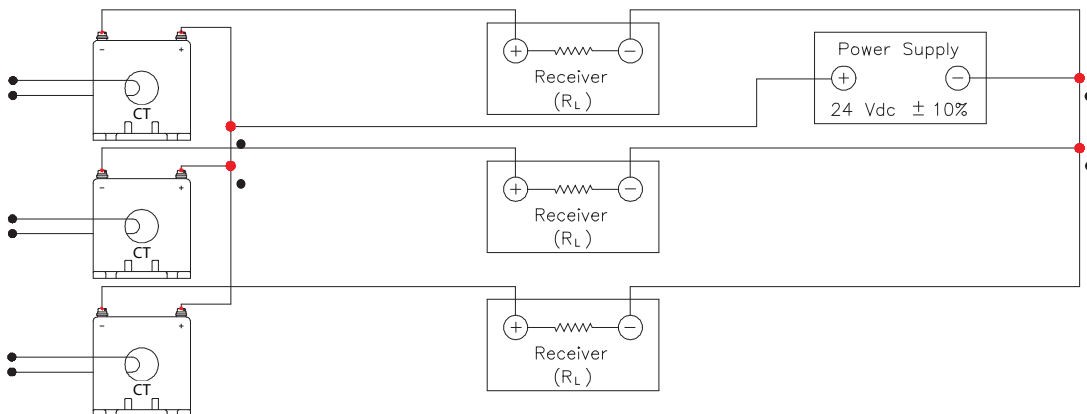 − +
CT
+ −
Receiver
(RL)
Power Supply
+ −
24 Vdc ± 10%
− +
CT
+ −
Receiver
(RL)
− +
CT
+ −
Receiver
(RL)